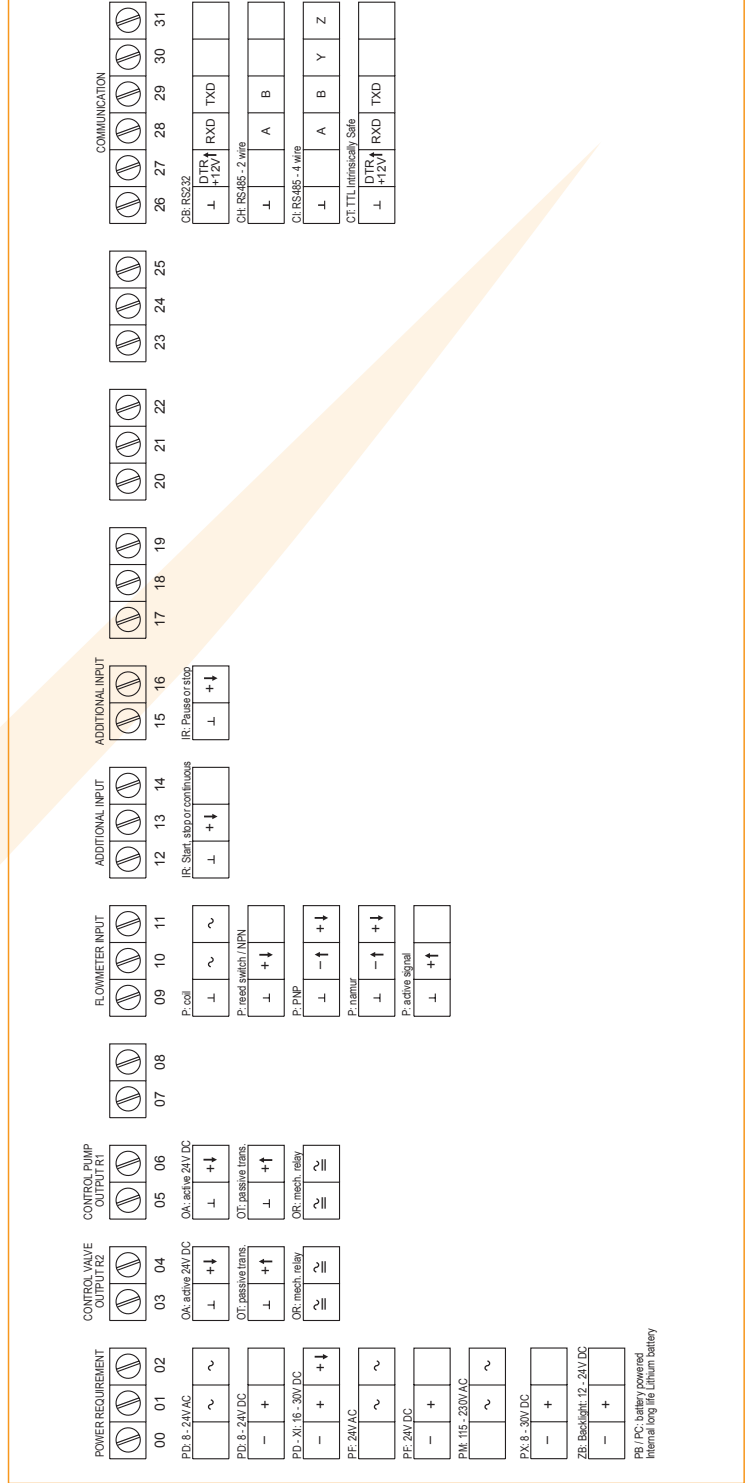 POWER REQUIREMENT
00 01 02
PD: 8 - 24V AC
~ ~
PD: 8 - 24V DC
− +
PD - XI: 16 - 30V DC
− + +
PF: 24V AC
~ ~
PF: 24V DC
− +
PM: 115 - 230V AC
~ ~
PX: 8 - 30V DC
− +
ZB: Backlight: 12 - 24V DC
− +
PB / PC: battery powered
Internal long life Lithium battery
CONTROL VALVE
OUTPUT R2
03 04
OA: active 24V DC
⊥ +
OT: passive trans.
⊥ +
OR: mech. relay
CONTROL PUMP
OUTPUT R1
05 06
OA: active 24V DC
⊥ +
OT: passive trans.
⊥ +
OR: mech. relay
07 08
FLOWMETER INPUT
09 10 11
P: coil
⊥ ~ ~
P: reed switch / NPN
⊥ +
P: PNP
⊥ − +
P: namur
⊥ − +
P: active signal
⊥ +
ADDITIONAL INPUT
12 13 14
IR: Start, stop or continuous
⊥ +
ADDITIONAL INPUT
15 16
IR: Pause or stop
⊥ +
17 18 19
20 21 22
23 24 25
COMMUNICATION
26 27 28 29 30 31
CB: RS232
⊥ DTR +12V RXD TXD
CH: RS485 - 2 wire
⊥ A B
CI: RS485 - 4 wire
⊥ A B Y Z
CT: TTL Intrinsically Safe
⊥ DTR +12V RXD TXD